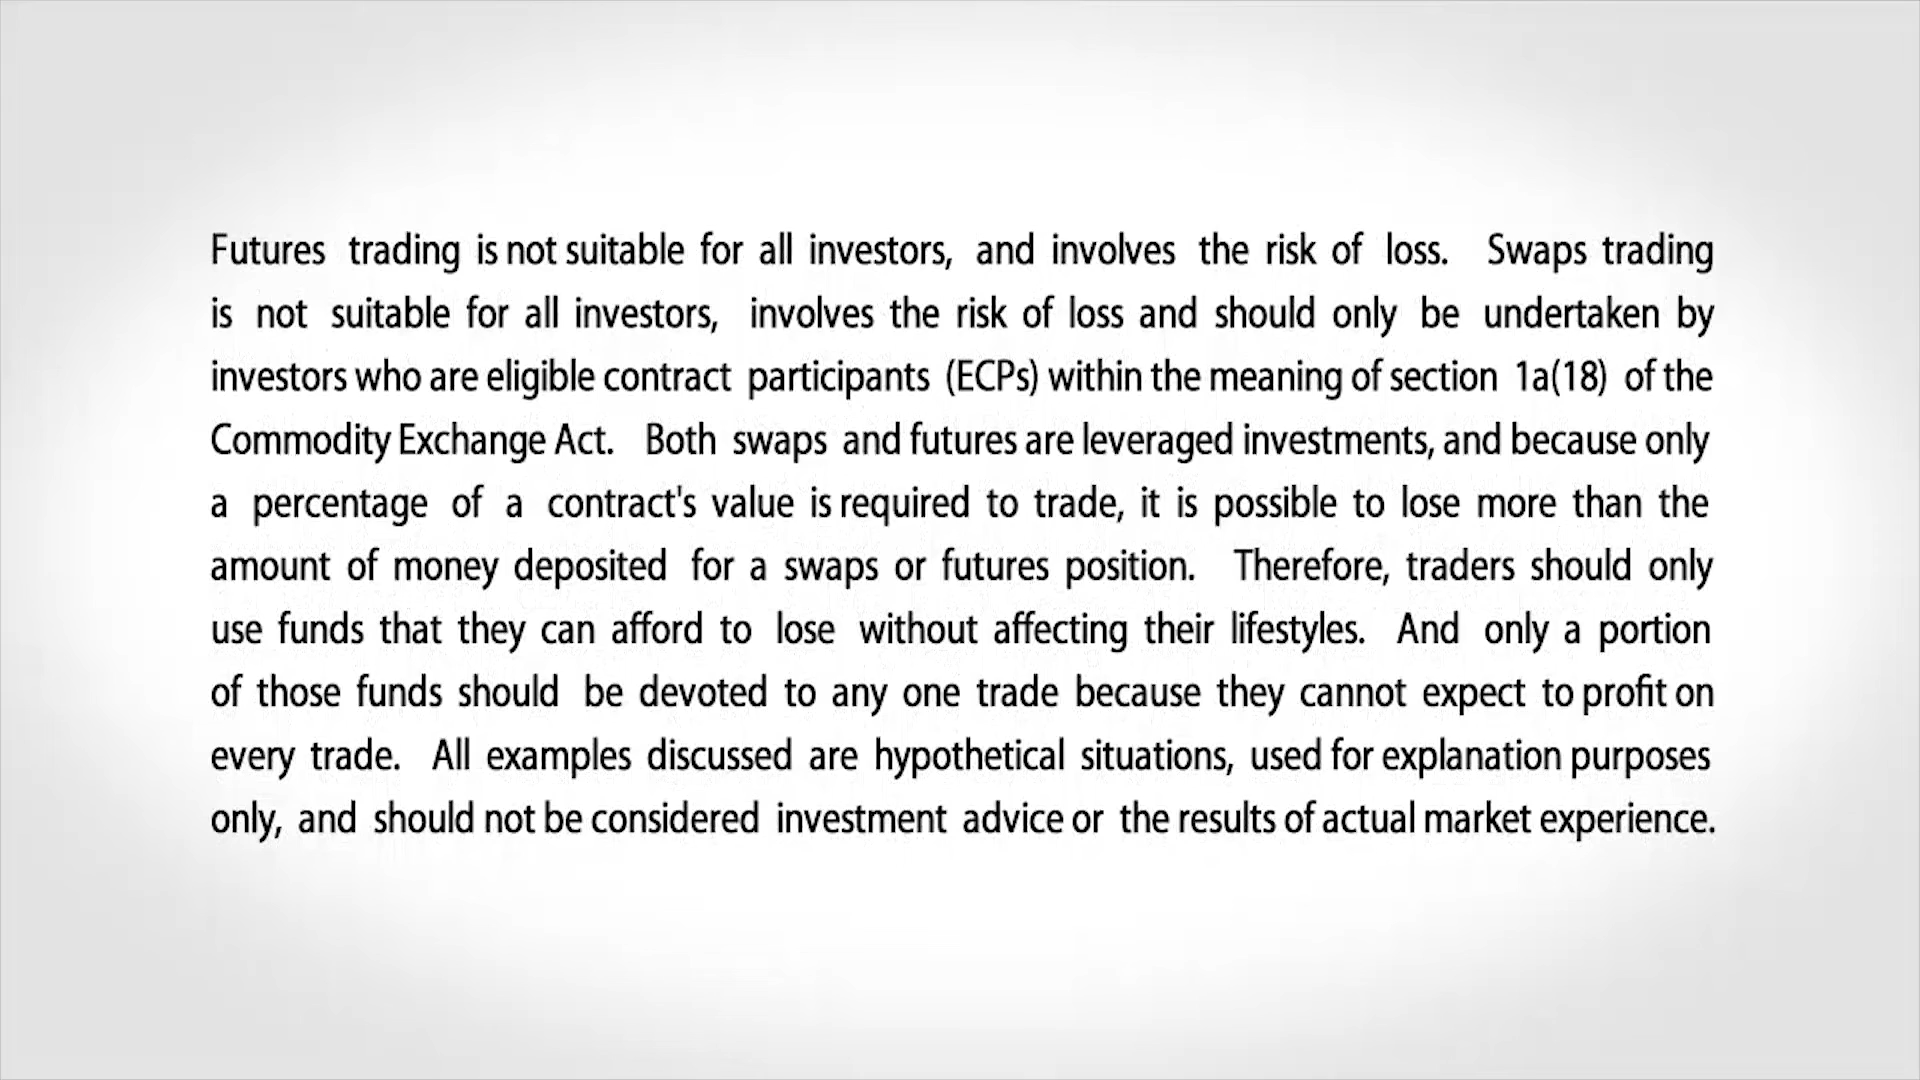 Futures trading is not suitable for all investors, and involves the risk of loss. Swaps trading
is not suitable for all investors, involves the risk of loss and should only be undertaken by
investors who are eligible contract participants (ECPs) within the meaning of section 1a(18) of the
Commodity Exchange Act. Both swaps and futures are leveraged investments, and because only
a percentage of a contract's value is required to trade, it is possible to lose more than the
amount of money deposited for a swaps or futures position. Therefore, traders should only
use funds that they can afford to lose without affecting their lifestyles. And only a portion
of those funds should be devoted to any one trade because they cannot expect to profit on
every trade. All examples discussed are hypothetical situations, used for explanation purposes
only, and should not be considered investment advice or the results of actual market experience.